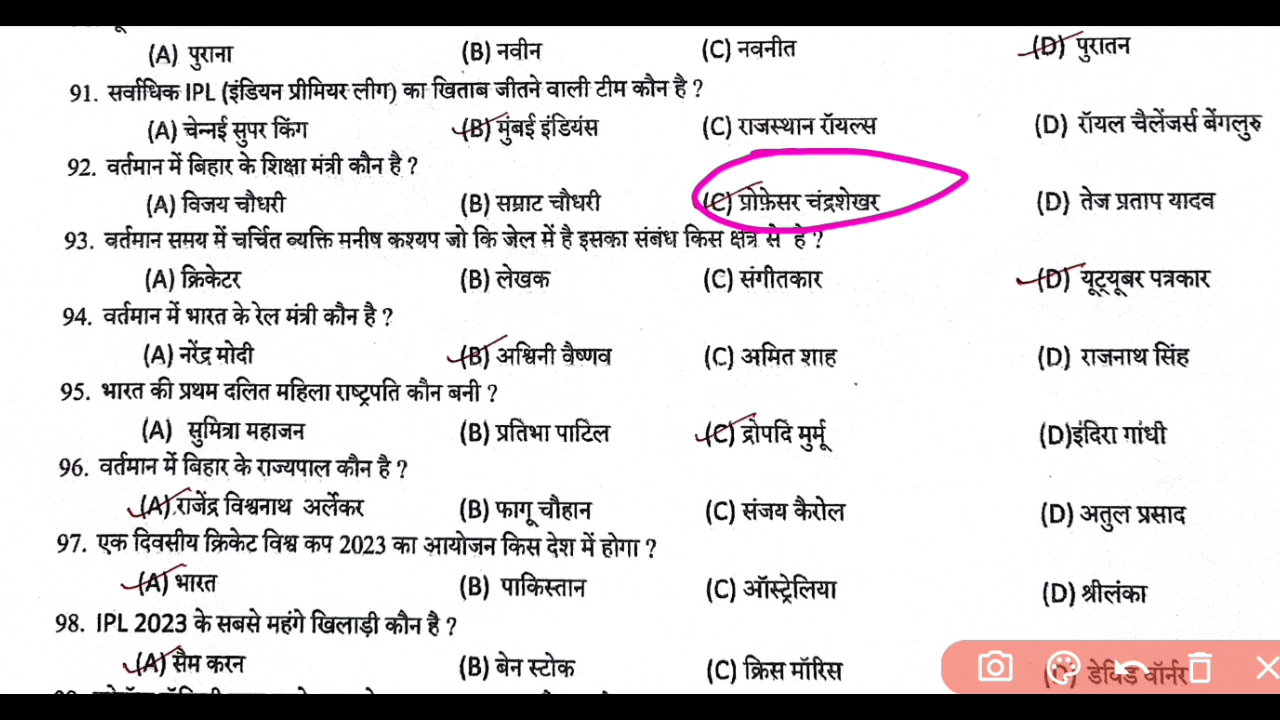 (A) पुराना (B) नवीन (C) नवनीत (D) पुरातन
91. सर्वाधिक IPL (इंडियन प्रीमियर लीग) का खिताब जीतने वाली टीम कौन है ?
(A) चेन्नई सुपर किंग (B) मुंबई इंडियंस (C) राजस्थान रॉयल्स (D) रॉयल चैलेंजर्स बेंगलुरु
92. वर्तमान में बिहार के शिक्षा मंत्री कौन है ?
(A) विजय चौधरी (B) सम्राट चौधरी (C) प्रोफ़ेसर चंद्रशेखर (D) तेज प्रताप यादव
93. वर्तमान समय में चर्चित व्यक्ति मनीष कश्यप जो कि जेल में है इसका संबंध किस क्षेत्र से हे ?
(A) क्रिकेटर (B) लेखक (C) संगीतकार (D) यूट्यूबर पत्रकार
94. वर्तमान में भारत के रेल मंत्री कौन है ?
(A) नरेंद्र मोदी (B) अश्विनी वैष्णव (C) अमित शाह (D) राजनाथ सिंह
95. भारत की प्रथम दलित महिला राष्ट्रपति कौन बनी ?
(A) सुमित्रा महाजन (B) प्रतिभा पाटिल (C) द्रोपदि मुर्मू (D)इंदिरा गांधी
96. वर्तमान में बिहार के राज्यपाल कौन है ?
(A) राजेंद्र विश्वनाथ अर्लेकर (B) फागू चौहान (C) संजय कैरोल (D) अतुल प्रसाद
97. एक दिवसीय क्रिकेट विश्व कप 2023 का आयोजन किस देश में होगा ?
(A) भारत (B) पाकिस्तान (C) ऑस्ट्रेलिया (D) श्रीलंका
98. IPL 2023 के सबसे महंगे खिलाड़ी कौन है ?
(A) सैम करन (B) बेन स्टोक (C) क्रिस मॉरिस (D) डेविड वॉर्नर